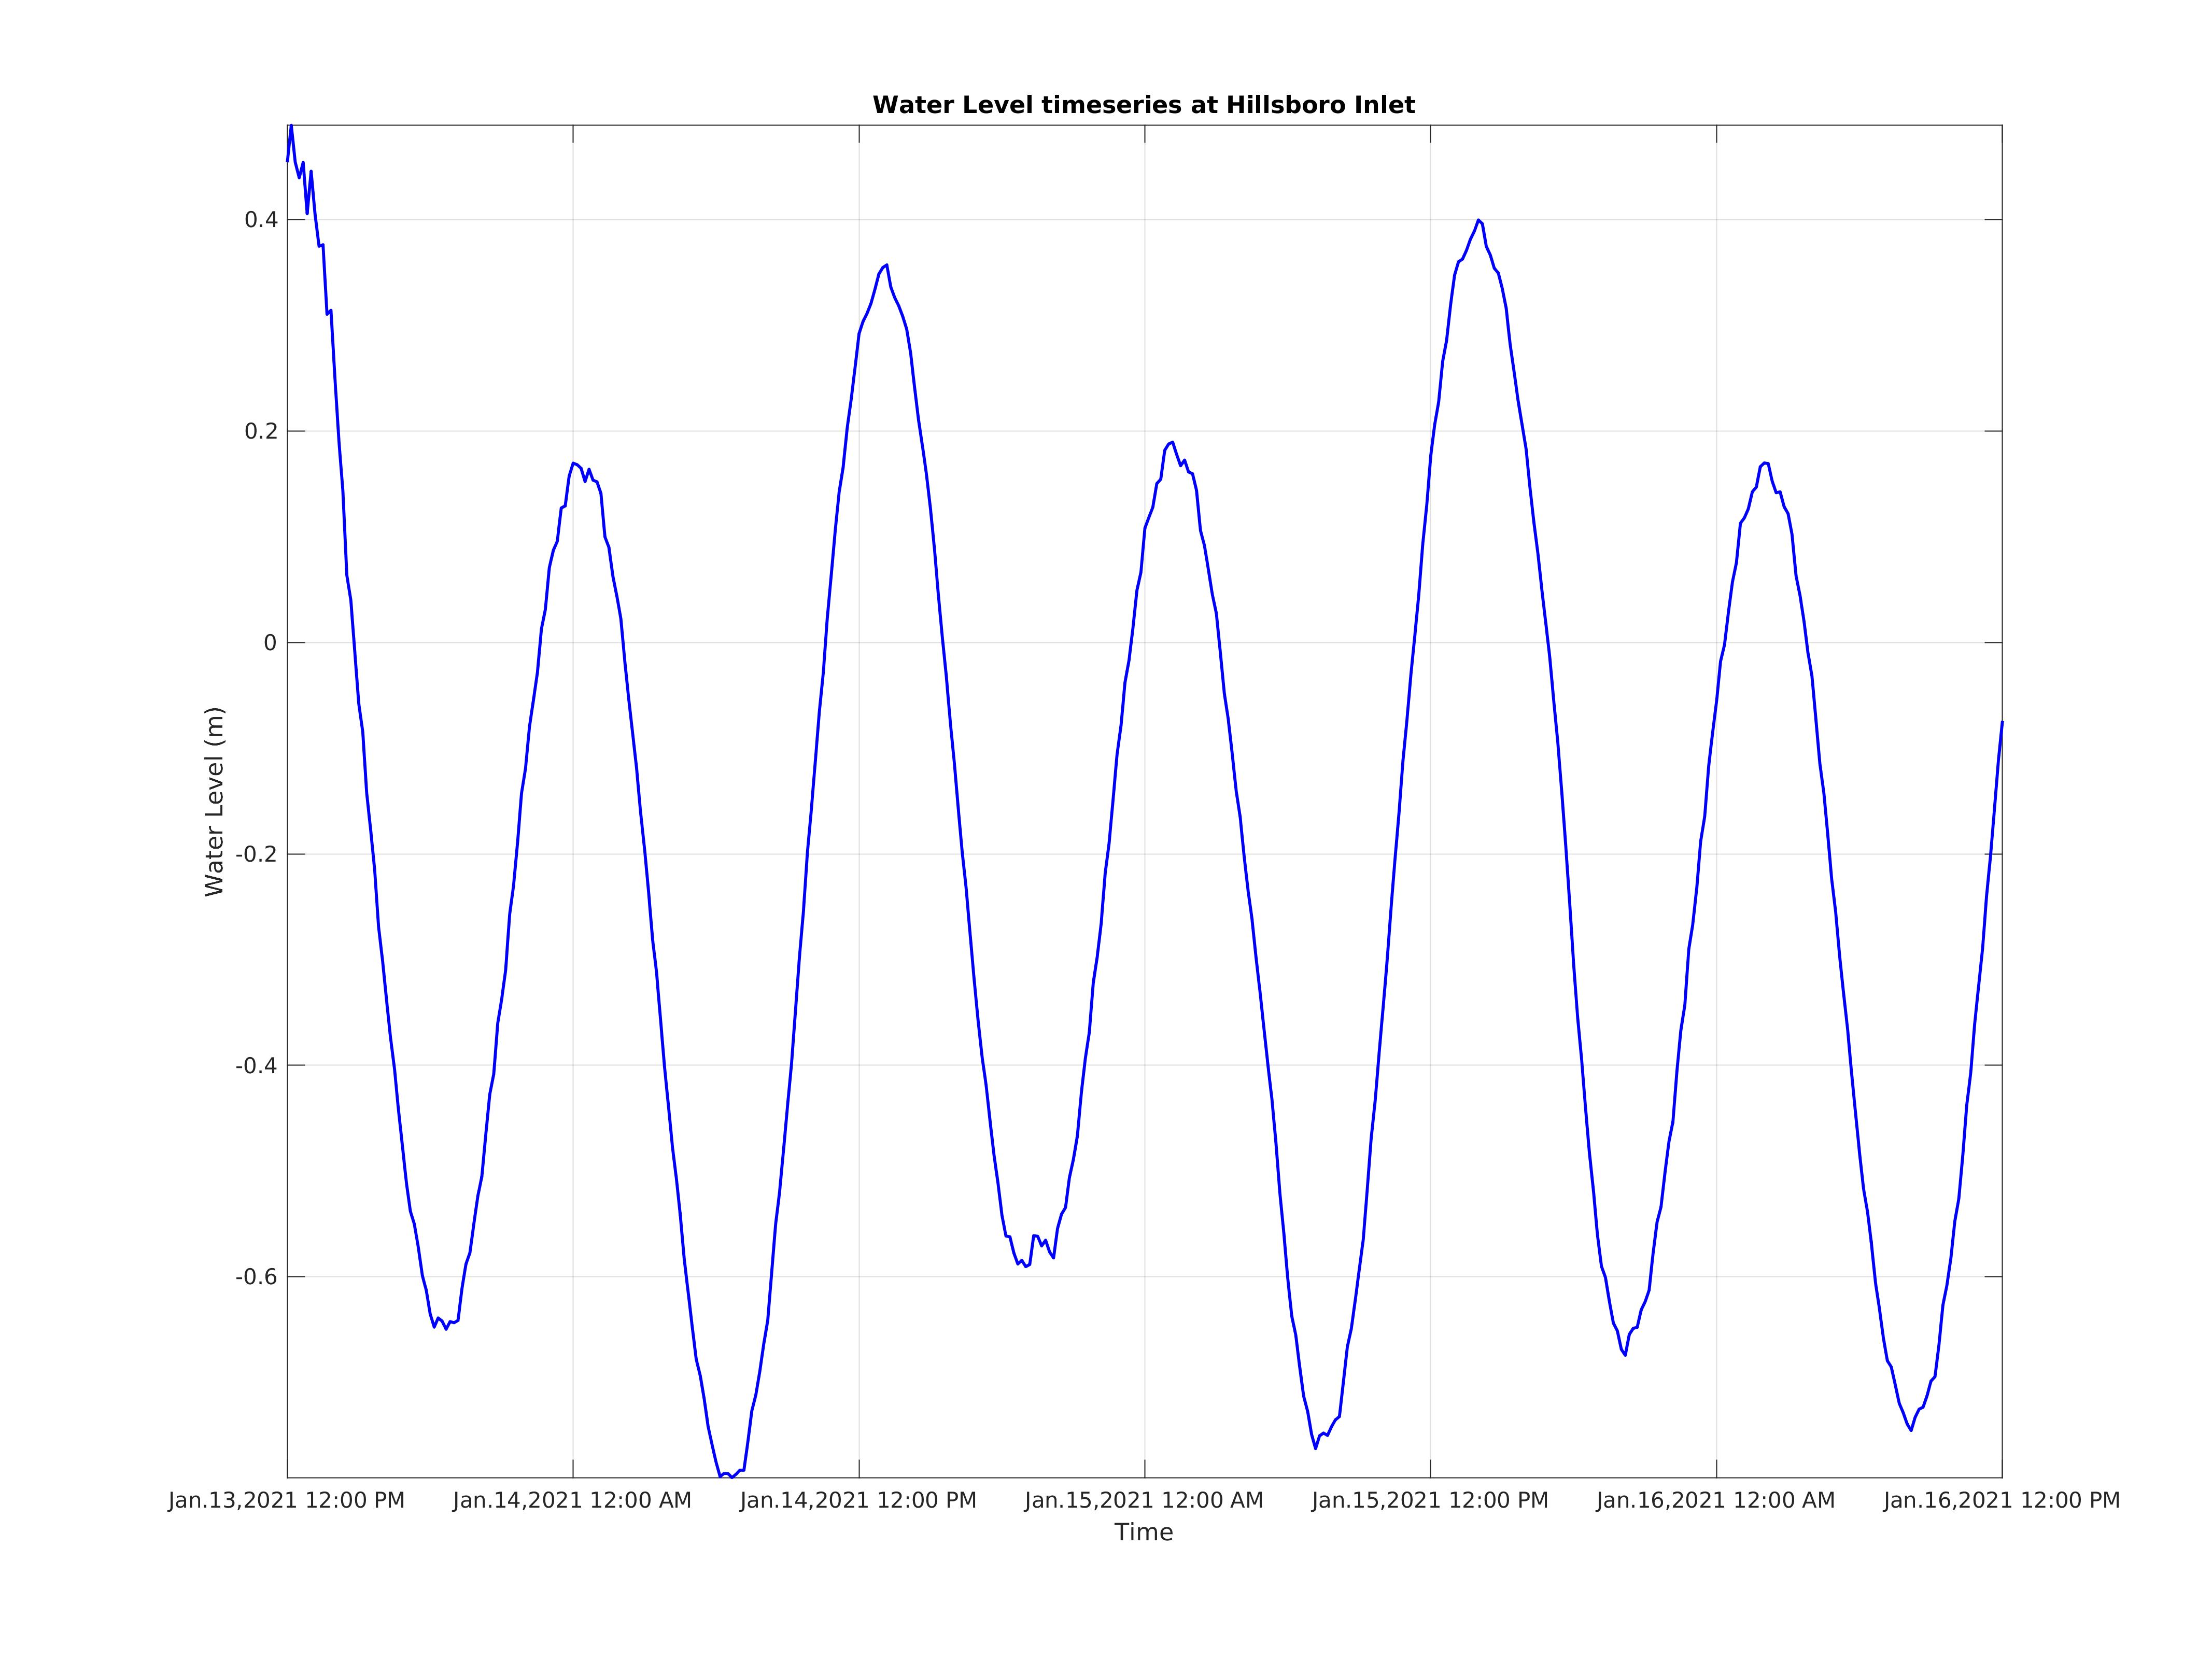 Water Level timeseries at Hillsboro Inlet
0.4
0.2
0
-0.2
-0.4
-0.6
Water Level (m)
Jan.13,2021 12:00 PM Jan.14,2021 12:00 AM Jan.14,2021 12:00 PM Jan.15,2021 12:00 AM Jan.15,2021 12:00 PM Jan.16,2021 12:00 AM Jan.16,2021 12:00 PM
Time